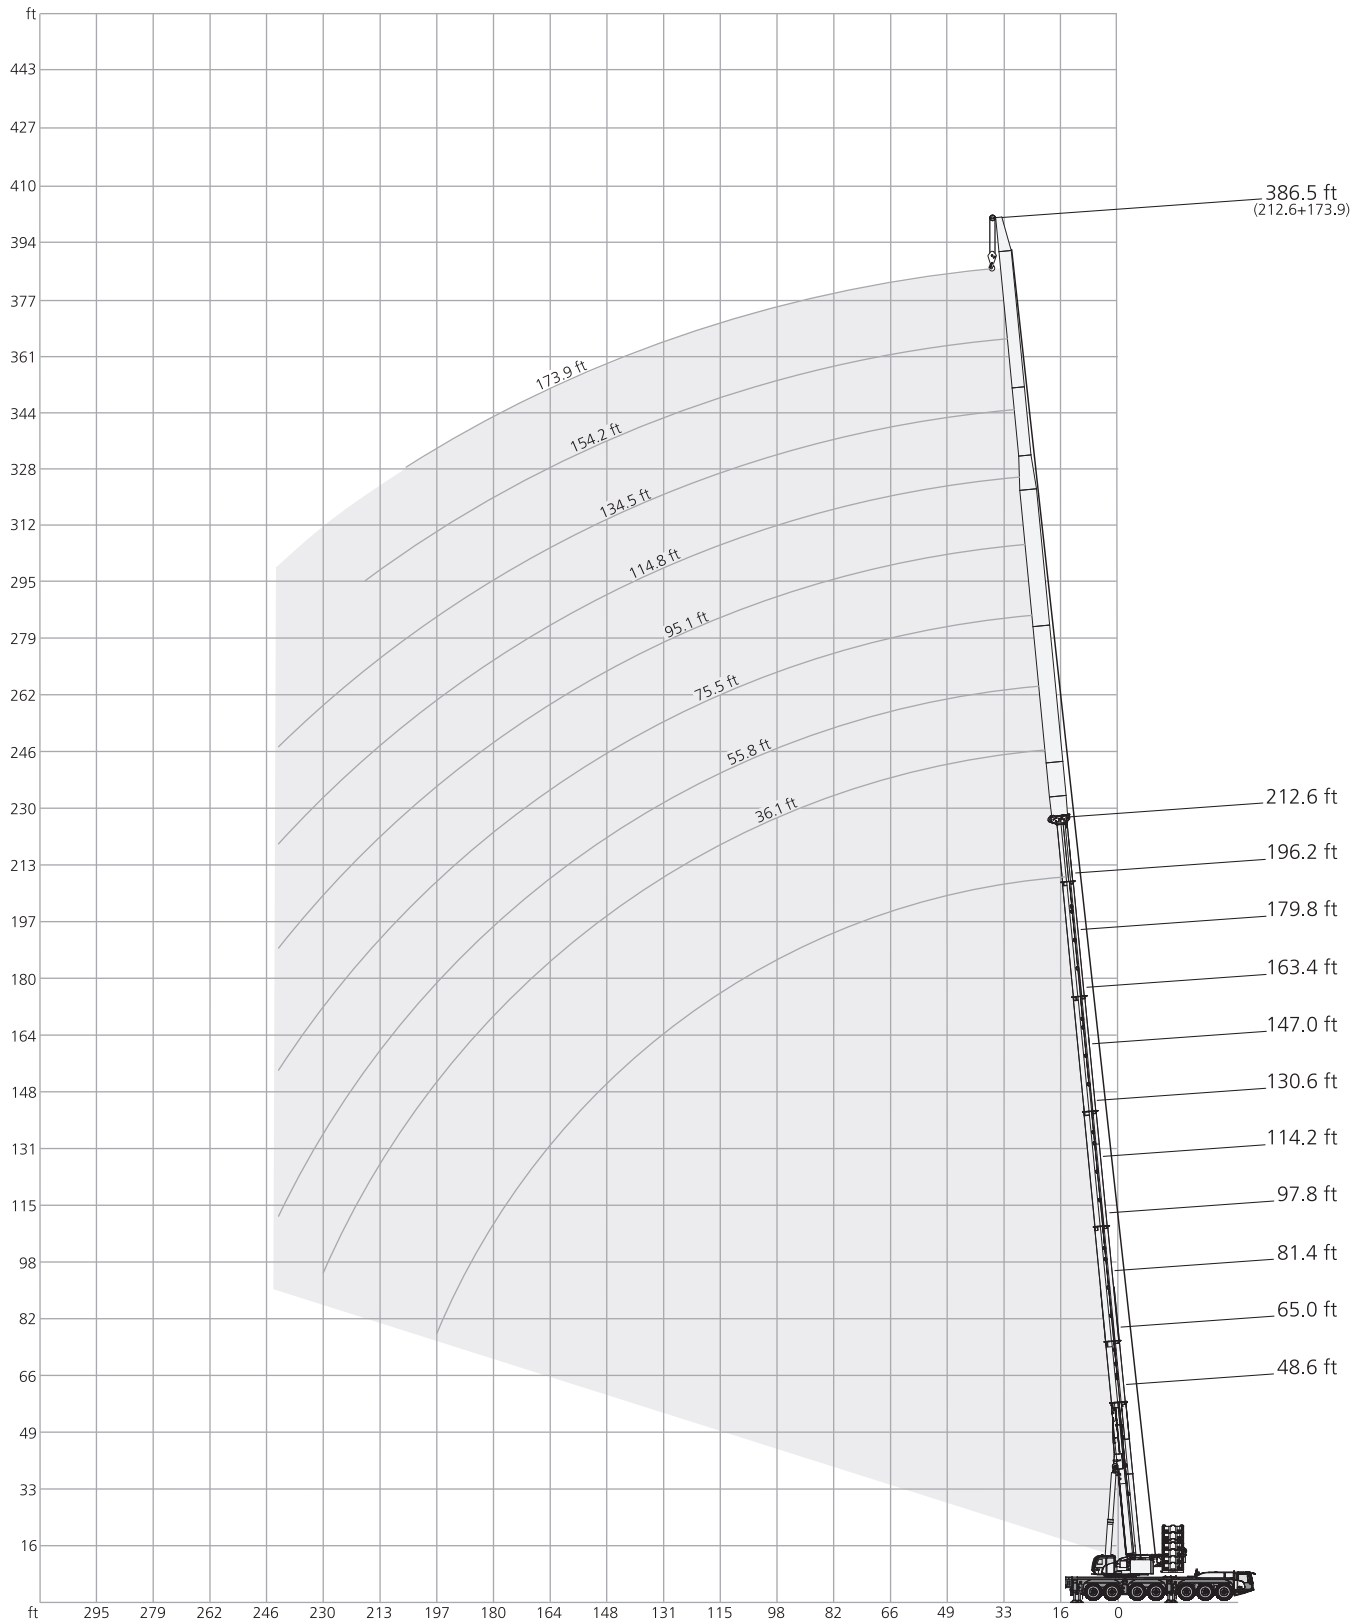 ft
443
427
410
386.5 ft
(212.6+173.9)
394
377
361
173.9 ft
344
154.2 ft
328
134.5 ft
312
114.8 ft
295
95.1 ft
279
75.5 ft
262
55.8 ft
246
36.1 ft
230
212.6 ft
213
196.2 ft
197
179.8 ft
180
163.4 ft
164
147.0 ft
148
130.6 ft
131
114.2 ft
115
97.8 ft
98
81.4 ft
82
65.0 ft
66
48.6 ft
49
33
16
ft 295 279 262 246 230 213 197 180 164 148 131 115 98 82 66 49 33 16 0